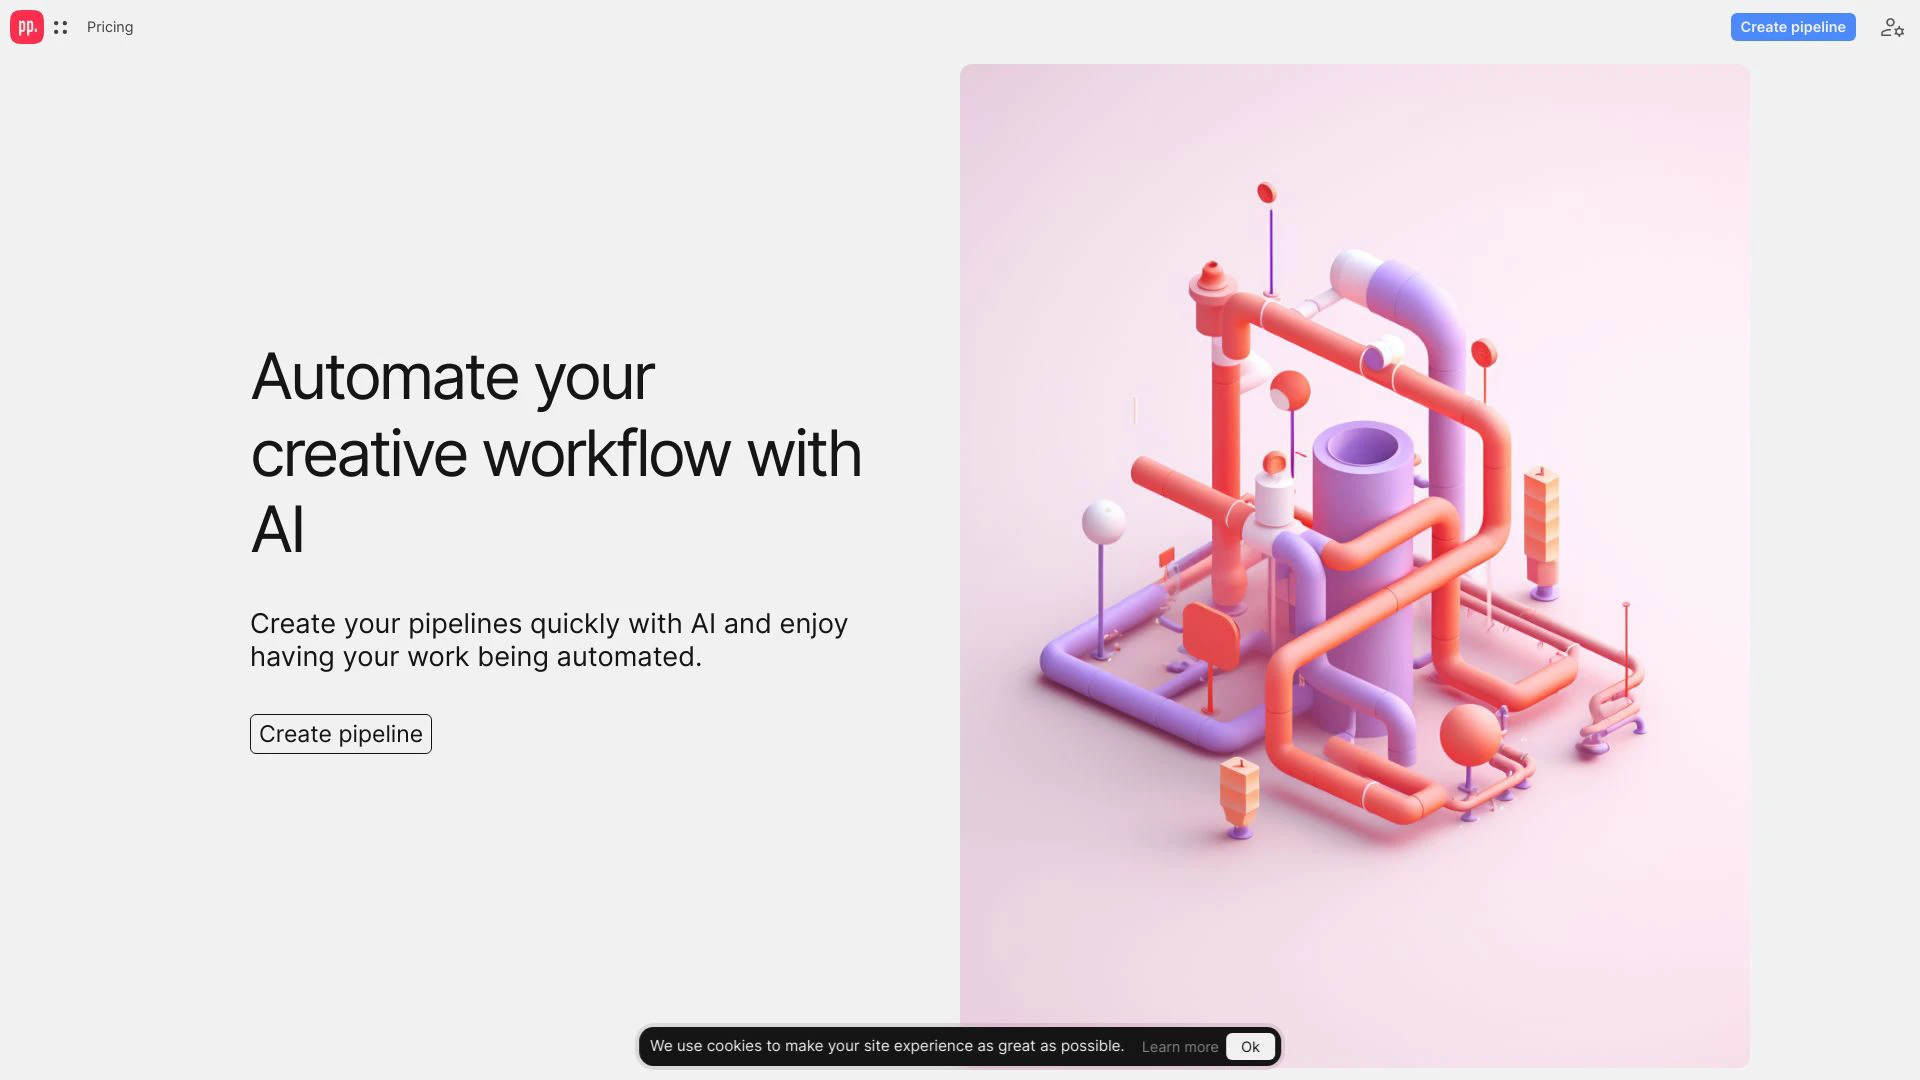 pp.
Pricing
Create pipeline
Automate your
creative workflow with
AI
Create your pipelines quickly with AI and enjoy
having your work being automated.
Create pipeline
We use cookies to make your site experience as great as possible. Learn more Ok